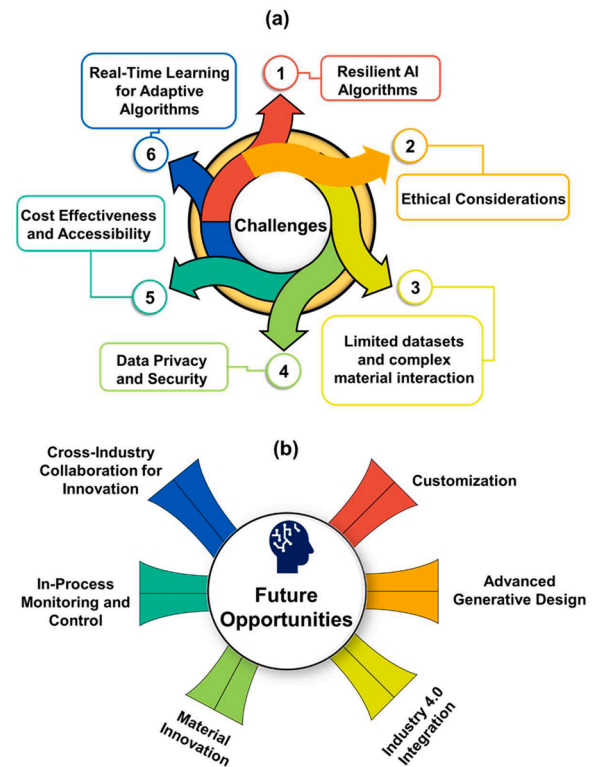 (a)
1
Resilient AI
Algorithms
2
Ethical Considerations
3
Limited datasets
and complex
material interaction
4
Data Privacy
and Security
5
Cost Effectiveness
and Accessibility
6
Real-Time Learning
for Adaptive
Algorithms
Challenges
(b)
Cross-Industry
Collaboration for
Innovation
Customization
In-Process
Monitoring and
Control
Future
Opportunities
Advanced
Generative Design
Material
Innovation
Industry 4.0
Integration